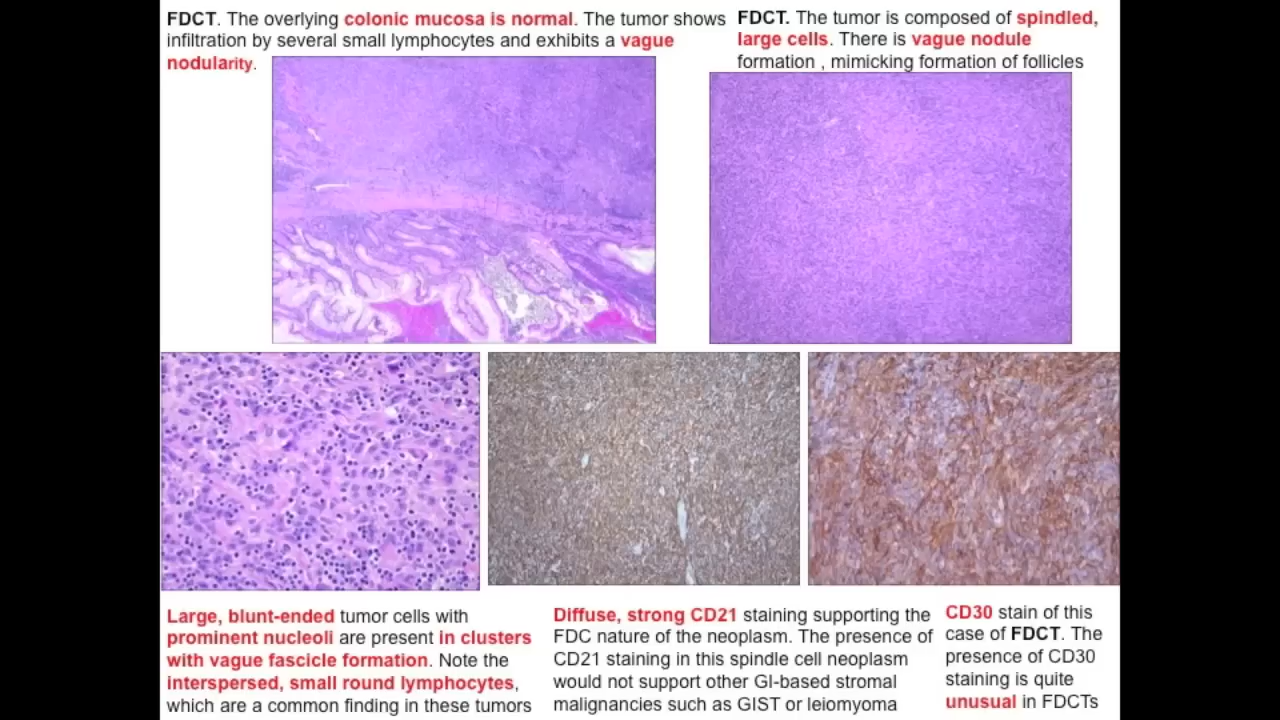 FDCT. The overlying colonic mucosa is normal. The tumor shows
infiltration by several small lymphocytes and exhibits a vague
nodularity.
FDCT. The tumor is composed of spindled,
large cells. There is vague nodule
formation , mimicking formation of follicles
Large, blunt-ended tumor cells with
prominent nucleoli are present in clusters
with vague fascicle formation. Note the
interspersed, small round lymphocytes,
which are a common finding in these tumors
Diffuse, strong CD21 staining supporting the
FDC nature of the neoplasm. The presence of
CD21 staining in this spindle cell neoplasm
would not support other GI-based stromal
malignancies such as GIST or leiomyoma
CD30 stain of this
case of FDCT. The
presence of CD30
staining is quite
unusual in FDCTs